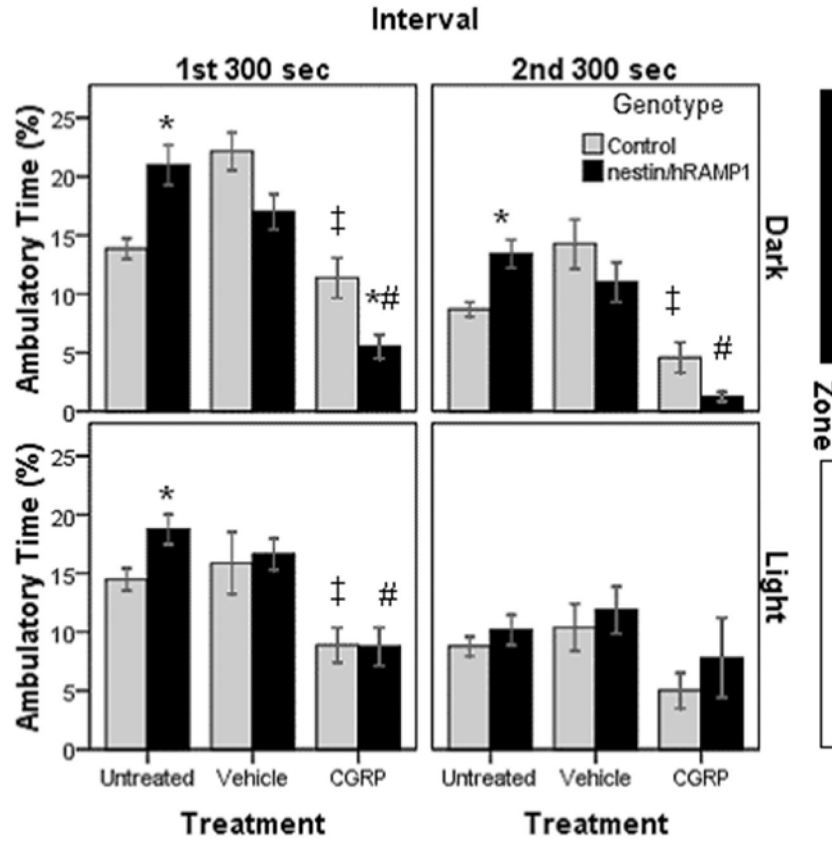 Interval
1st 300 sec
2nd 300 sec
Ambulatory Time (%)
25
20
15
10
5
0
*
‡
*#
Genotype
Control
nestin/hRAMP1
*
‡
#
Dark
Zone
Ambulatory Time (%)
25
20
15
10
5
0
*
‡
#
Light
Untreated Vehicle CGRP
Untreated Vehicle CGRP
Treatment
Treatment